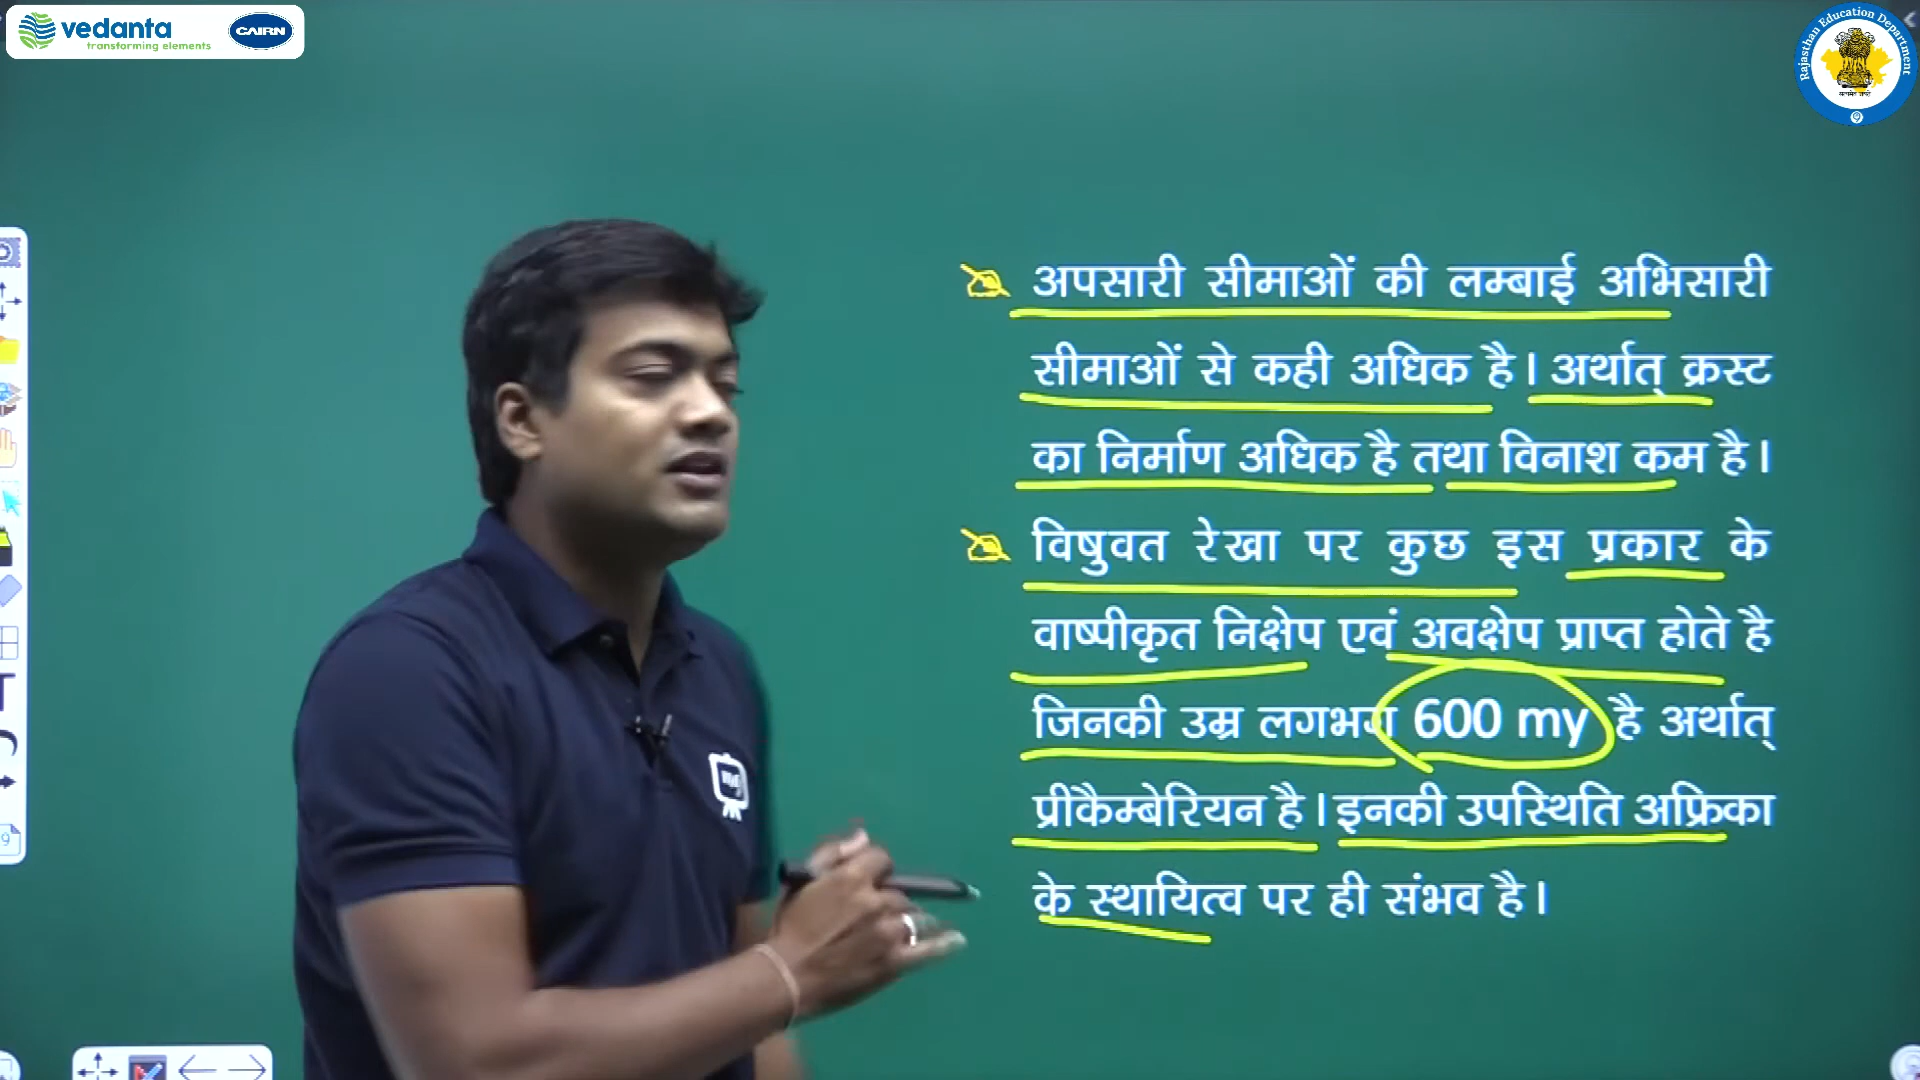 vedanta
transforming elements
CAIRN
Rajasthan Education Department
अपसारी सीमाओं की लम्बाई अभिसारी
सीमाओं से कही अधिक है। अर्थात् क्रस्ट
का निर्माण अधिक है तथा विनाश कम है।
विषुवत रेखा पर कुछ इस प्रकार के
वाष्पीकृत निक्षेप एवं अवक्षेप प्राप्त होते है
जिनकी उम्र लगभग 600 my है अर्थात्
प्रीकैम्बेरियन है। इनकी उपस्थिति अफ्रिका
के स्थायित्व पर ही संभव है।